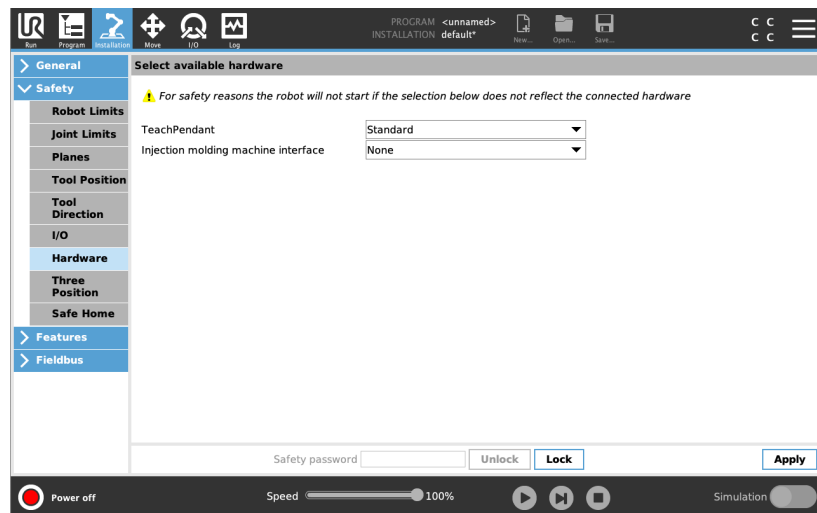 UR
PROGRAM <unnamed>
INSTALLATION default*
C C
C C
Run Program Installation Move I/O Log New... Open... Save...
General
Safety
Robot Limits
Joint Limits
Planes
Tool Position
Tool
Direction
I/O
Hardware
Three
Position
Safe Home
Features
Fieldbus
Select available hardware
For safety reasons the robot will not start if the selection below does not reflect the connected hardware
TeachPendant Standard
Injection molding machine interface None
Safety password Unlock Lock Apply
Power off Speed 100% Simulation